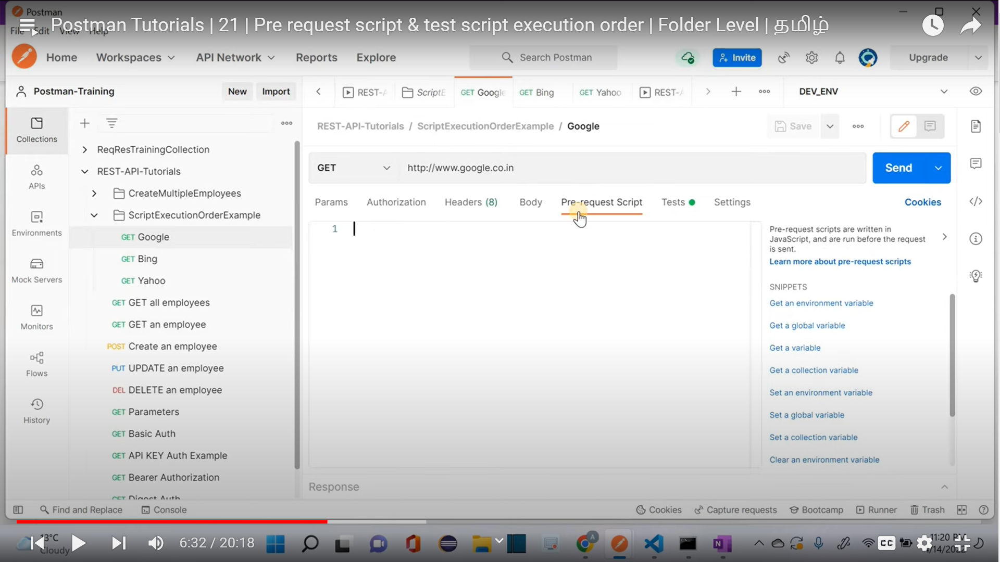 Postman
File Edit View Help
Postman Tutorials | 21 | Pre request script & test script execution order | Folder Level | தமிழ்
Home Workspaces API Network Reports Explore Search Postman Invite Upgrade
Postman-Training New Import
REST-A ScriptE GET Google GET Bing GET Yahoo REST-A DEV_ENV
Collections
APIs
Environments
Mock Servers
Monitors
Flows
History
ReqResTrainingCollection
REST-API-Tutorials
CreateMultipleEmployees
ScriptExecutionOrderExample
GET Google
GET Bing
GET Yahoo
GET GET all employees
GET GET an employee
POST Create an employee
PUT UPDATE an employee
DEL DELETE an employee
GET Parameters
GET Basic Auth
GET API KEY Auth Example
GET Bearer Authorization
GET Digest Auth
REST-API-Tutorials / ScriptExecutionOrderExample / Google Save
GET http://www.google.co.in Send
Params Authorization Headers (8) Body Pre-request Script Tests Settings Cookies
1
Pre-request scripts are written in
JavaScript, and are run before the request
is sent.
Learn more about pre-request scripts
SNIPPETS
Get an environment variable
Get a global variable
Get a variable
Get a collection variable
Set an environment variable
Set a global variable
Set a collection variable
Clear an environment variable
Response
Find and Replace Console Cookies Capture requests Bootcamp Runner Trash
6:32 / 20:18
Cloudy
CC
11:20 PM